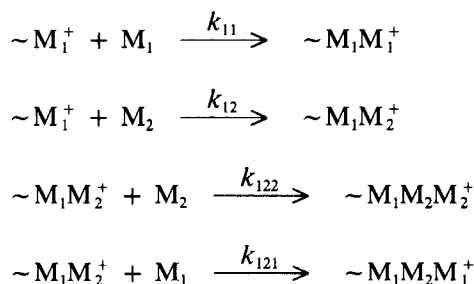 ~M₁⁺ + M₁ —k₁₁→ ~M₁M₁⁺
~M₁⁺ + M₂ —k₁₂→ ~M₁M₂⁺
~M₁M₂⁺ + M₂ —k₁₂₂→ ~M₁M₂M₂⁺
~M₁M₂⁺ + M₁ —k₁₂₁→ ~M₁M₂M₁⁺